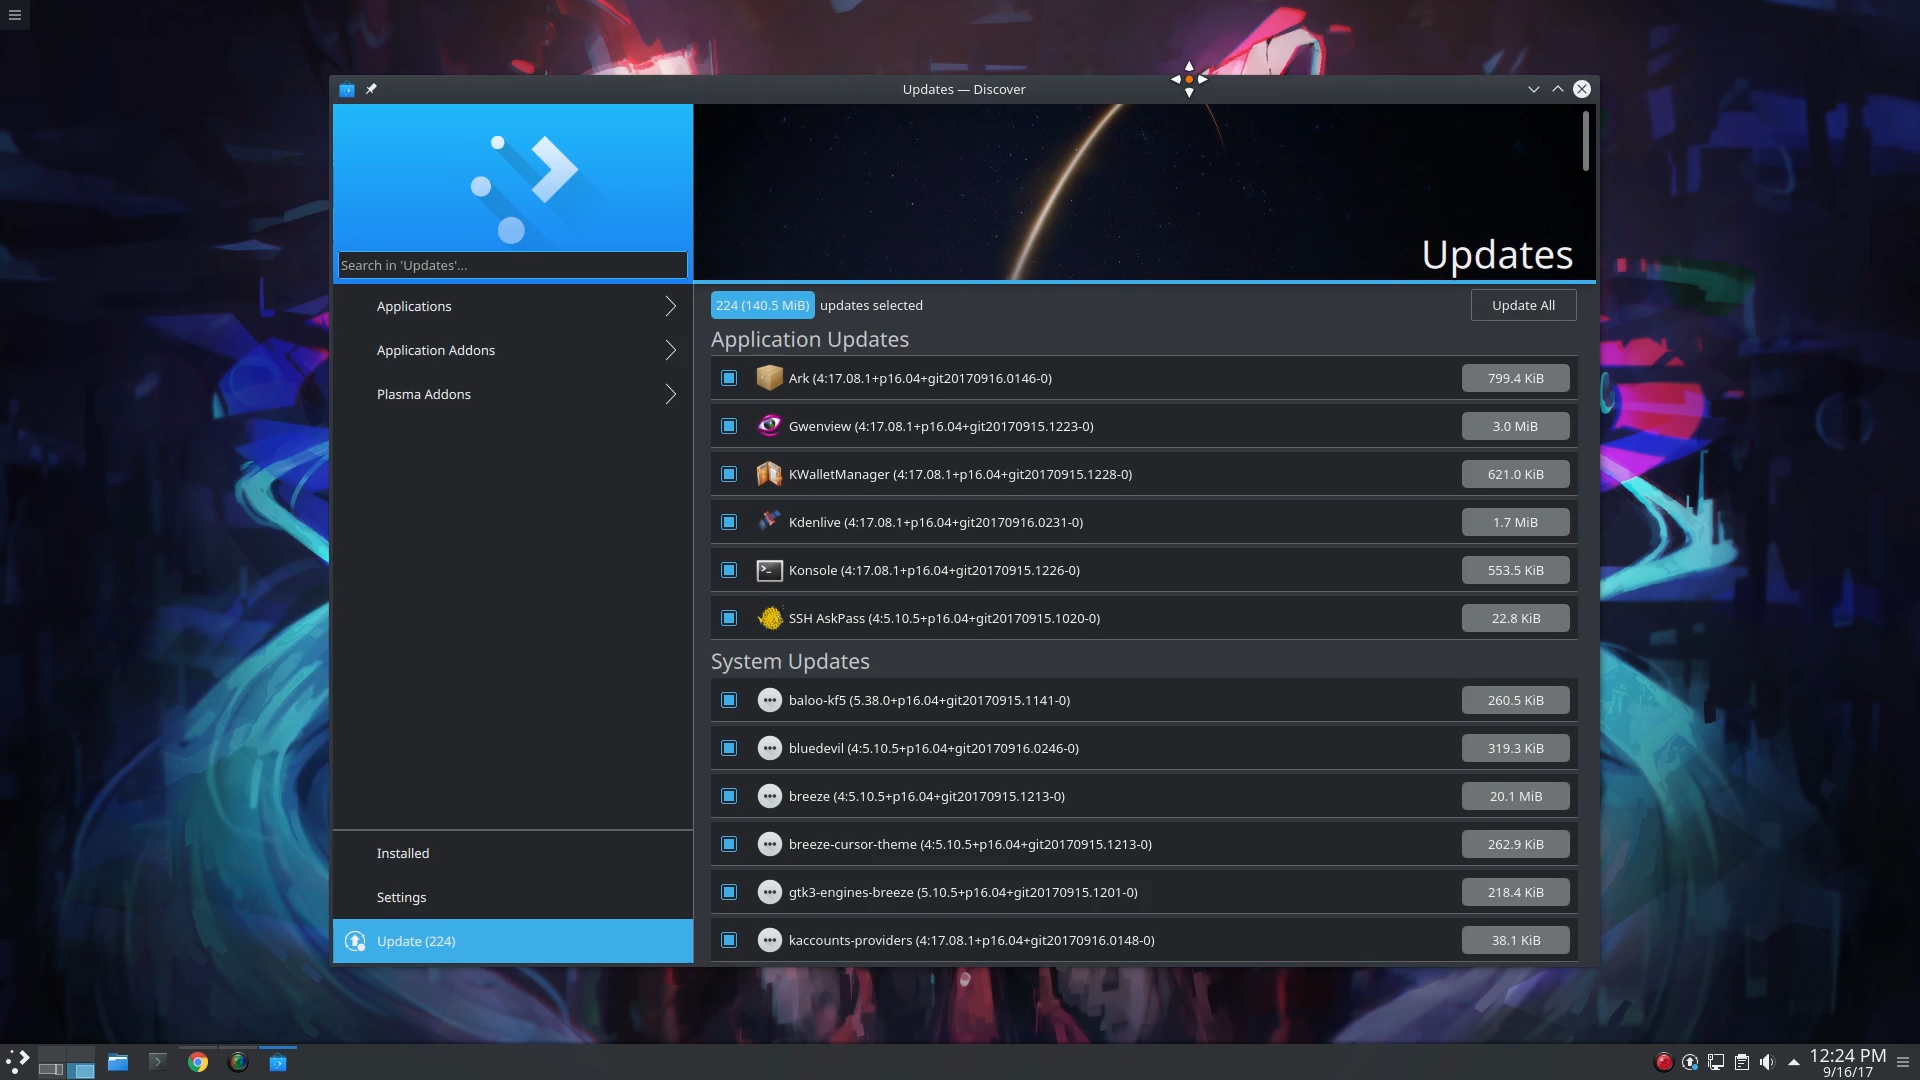 Updates — Discover
Updates
Search in 'Updates'...
Applications
Application Addons
Plasma Addons
Installed
Settings
Update (224)
224 (140.5 MiB) updates selected
Update All
Application Updates
Ark (4:17.08.1+p16.04+git20170916.0146-0) 799.4 KiB
Gwenview (4:17.08.1+p16.04+git20170915.1223-0) 3.0 MiB
KWalletManager (4:17.08.1+p16.04+git20170915.1228-0) 621.0 KiB
Kdenlive (4:17.08.1+p16.04+git20170916.0231-0) 1.7 MiB
Konsole (4:17.08.1+p16.04+git20170915.1226-0) 553.5 KiB
SSH AskPass (4:5.10.5+p16.04+git20170915.1020-0) 22.8 KiB
System Updates
baloo-kf5 (5.38.0+p16.04+git20170915.1141-0) 260.5 KiB
bluedevil (4:5.10.5+p16.04+git20170916.0246-0) 319.3 KiB
breeze (4:5.10.5+p16.04+git20170915.1213-0) 20.1 MiB
breeze-cursor-theme (4:5.10.5+p16.04+git20170915.1213-0) 262.9 KiB
gtk3-engines-breeze (5.10.5+p16.04+git20170915.1201-0) 218.4 KiB
kaccounts-providers (4:17.08.1+p16.04+git20170916.0148-0) 38.1 KiB
12:24 PM
9/16/17